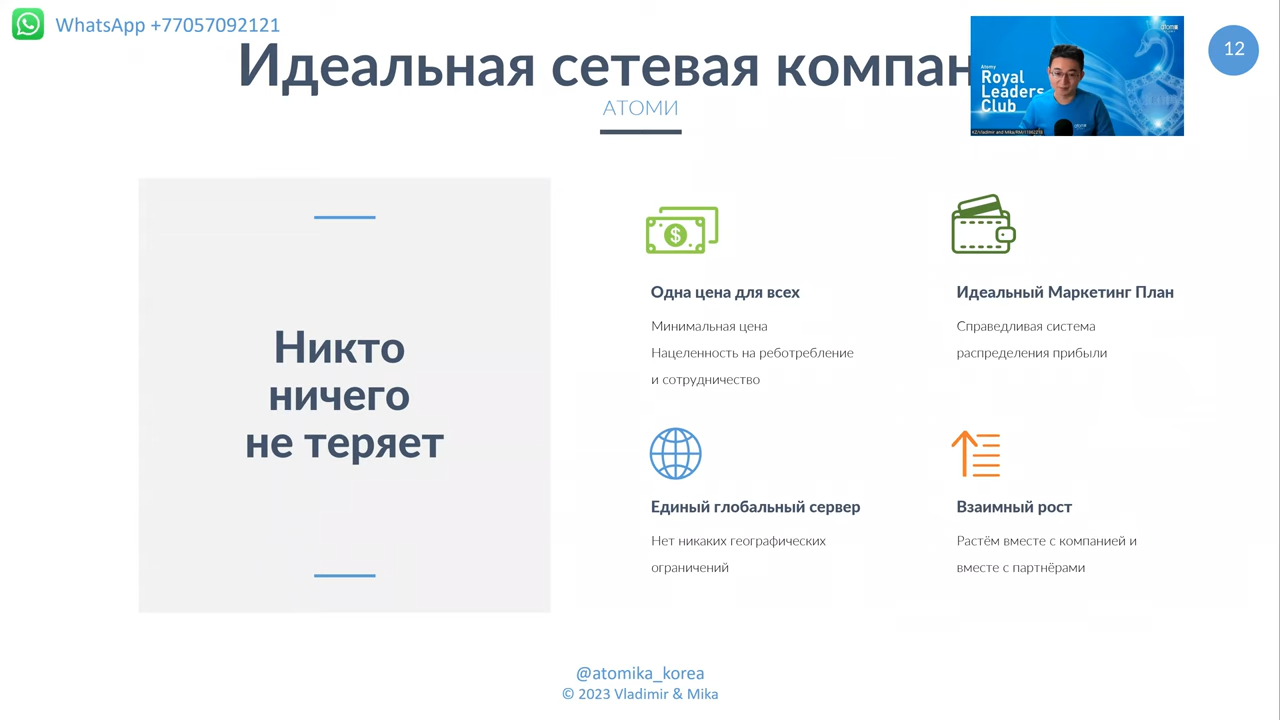 WhatsApp +77057092121
12
Идеальная сетевая компан
АТОМИ
Atomy
Royal
Leaders
Club
Никто
ничего
не теряет
Одна цена для всех
Минимальная цена
Нацеленность на реботребление
и сотрудничество
Идеальный Маркетинг План
Справедливая система
распределения прибыли
Единый глобальный сервер
Нет никаких географических
ограничений
Взаимный рост
Растём вместе с компанией и
вместе с партнёрами
@atomika_korea
© 2023 Vladimir & Mika